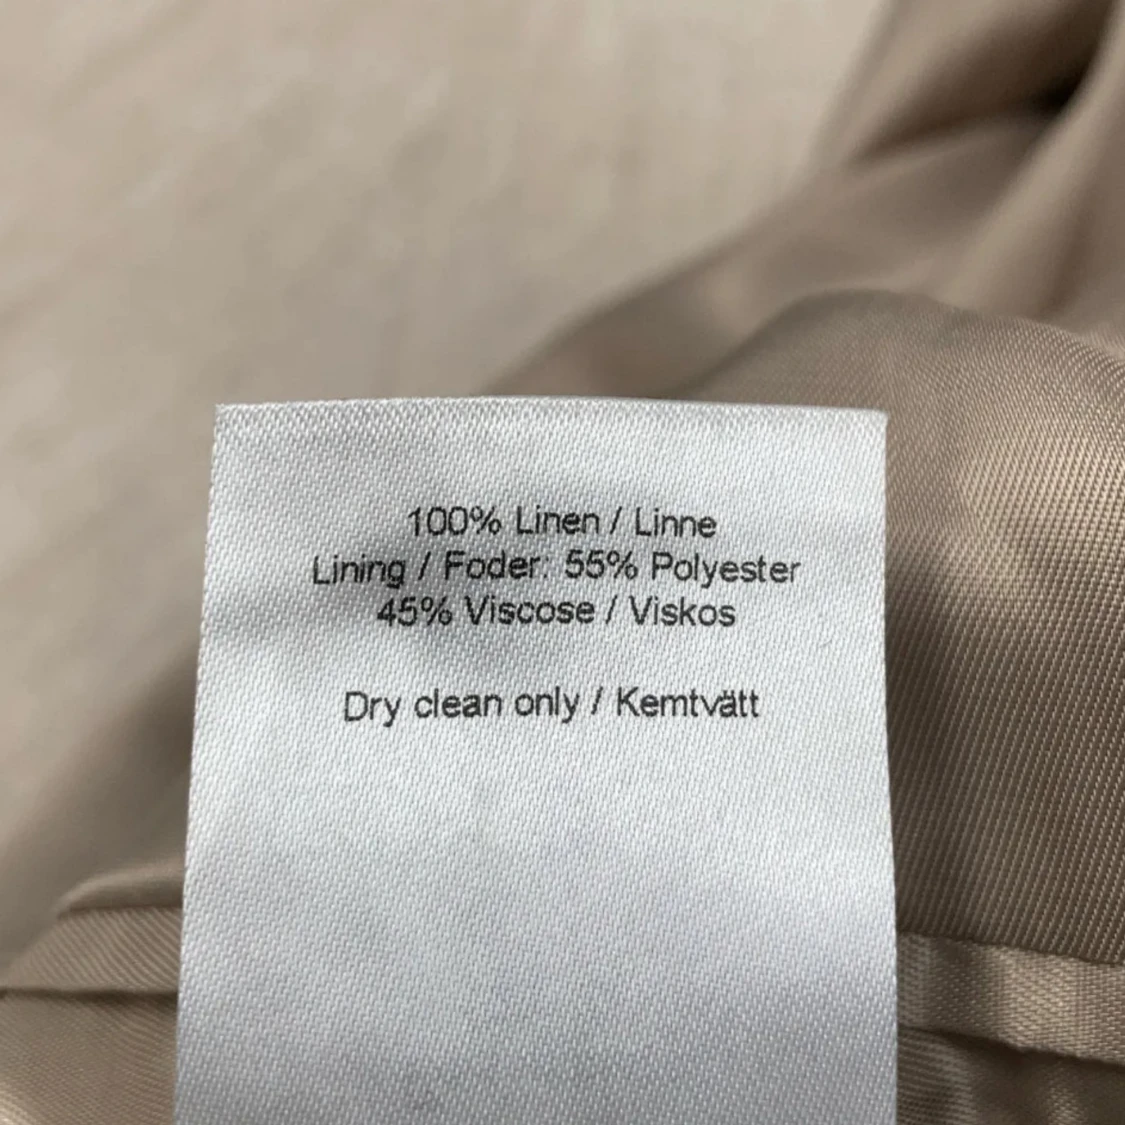 100% Linen / Linne
Lining / Foder: 55% Polyester
45% Viscose / Viskos
Dry clean only / Kemtvätt